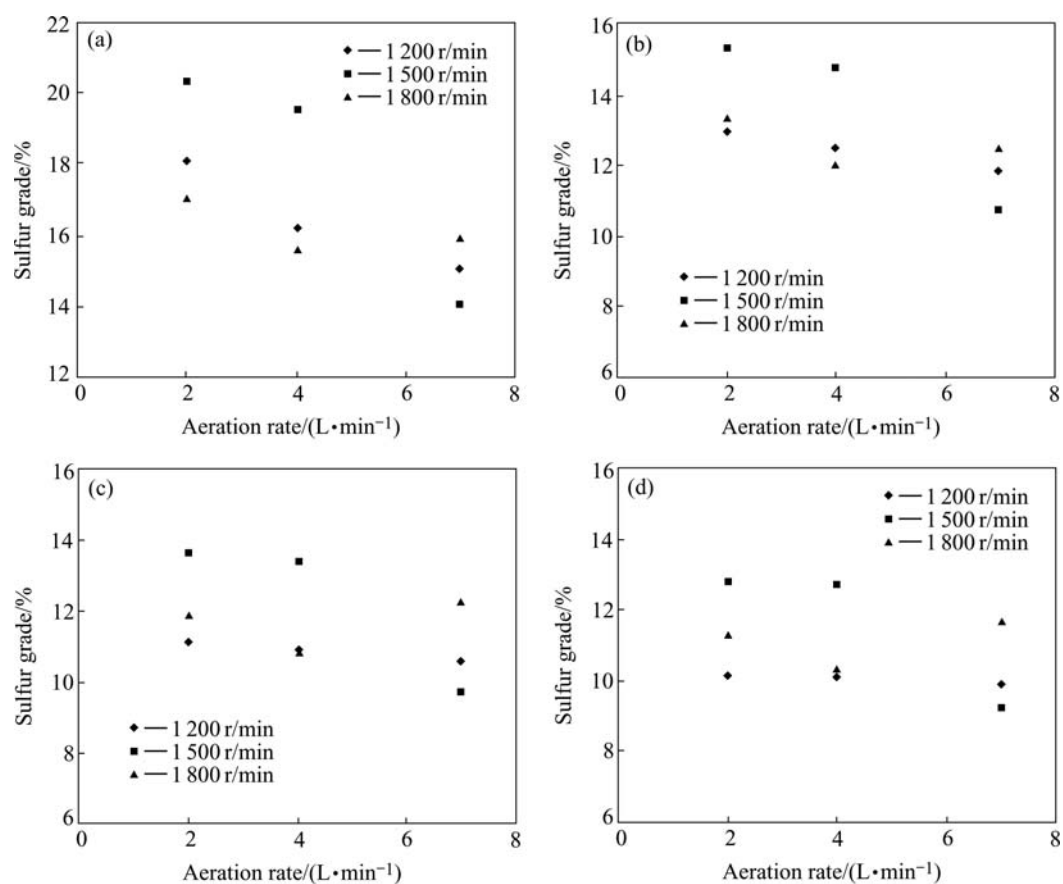 (a)
◆— 1 200 r/min
■— 1 500 r/min
▲— 1 800 r/min
22
20
18
16
14
12
Sulfur grade/%
0 2 4 6 8
Aeration rate/(L•min⁻¹)
(b)
◆— 1 200 r/min
■— 1 500 r/min
▲— 1 800 r/min
16
14
12
10
8
6
Sulfur grade/%
0 2 4 6 8
Aeration rate/(L•min⁻¹)
(c)
◆— 1 200 r/min
■— 1 500 r/min
▲— 1 800 r/min
16
14
12
10
8
6
Sulfur grade/%
0 2 4 6 8
Aeration rate/(L•min⁻¹)
(d)
◆— 1 200 r/min
■— 1 500 r/min
▲— 1 800 r/min
16
14
12
10
8
6
Sulfur grade/%
0 2 4 6 8
Aeration rate/(L•min⁻¹)